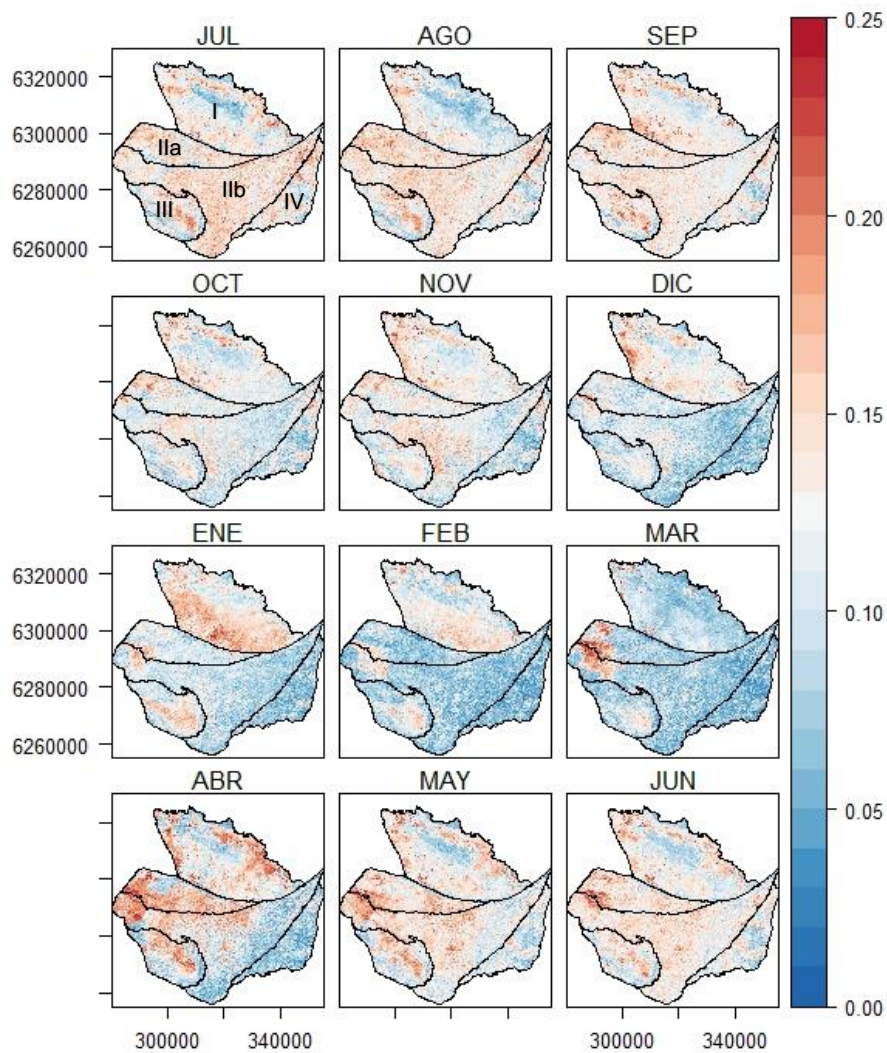 JUL AGO SEP
0.25
6320000
I
6300000
IIa
0.20
6280000
IIb
III IV
6260000
OCT NOV DIC
0.15
ENE FEB MAR
6320000
0.10
6300000
6280000
6260000
ABR MAY JUN
0.05
0.00
300000 340000 300000 340000